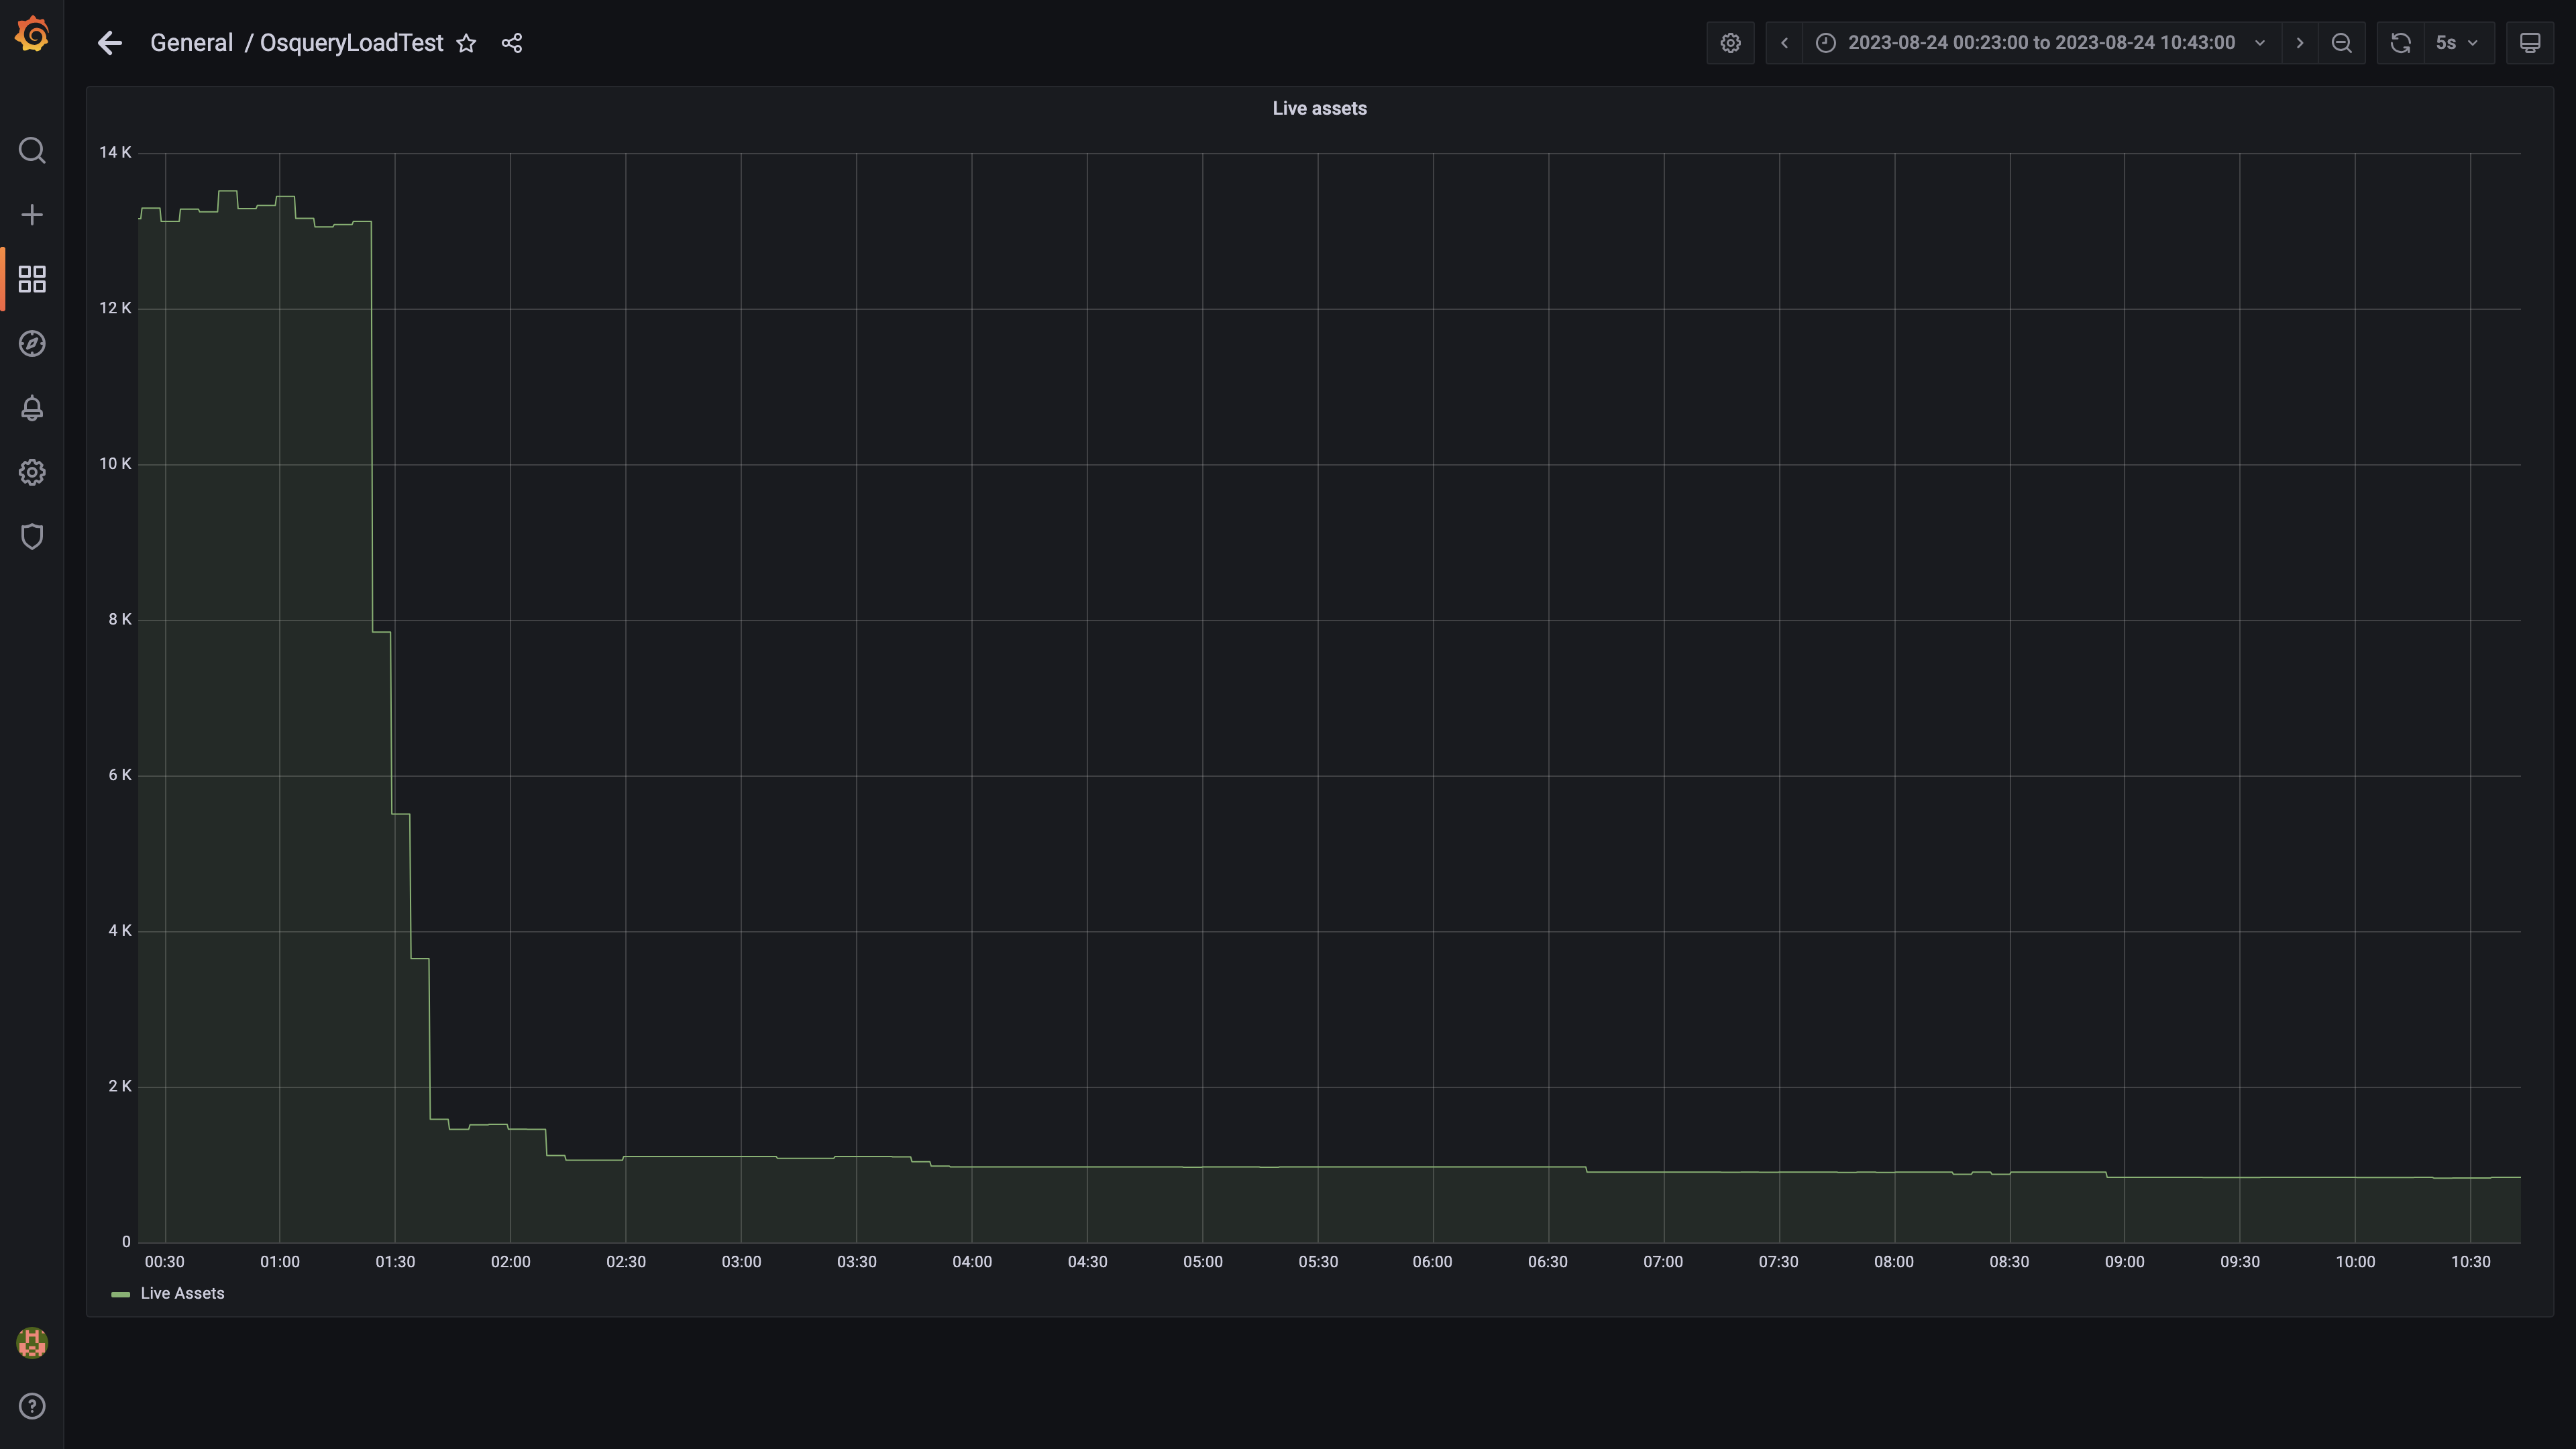 General / OsqueryLoadTest
2023-08-24 00:23:00 to 2023-08-24 10:43:00
5s
Live assets
14 K
12 K
10 K
8 K
6 K
4 K
2 K
0
00:30 01:00 01:30 02:00 02:30 03:00 03:30 04:00 04:30 05:00 05:30 06:00 06:30 07:00 07:30 08:00 08:30 09:00 09:30 10:00 10:30
Live Assets